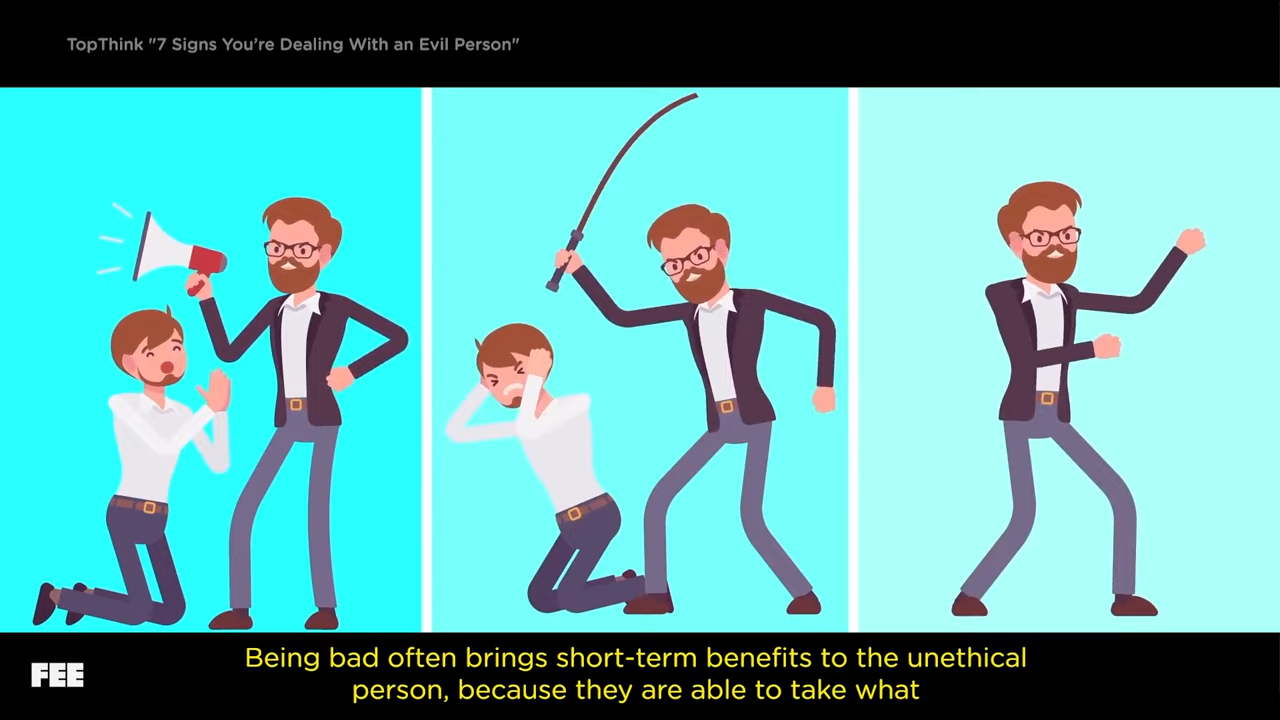 TopThink "7 Signs You’re Dealing With an Evil Person"
FEE
Being bad often brings short-term benefits to the unethical
person, because they are able to take what